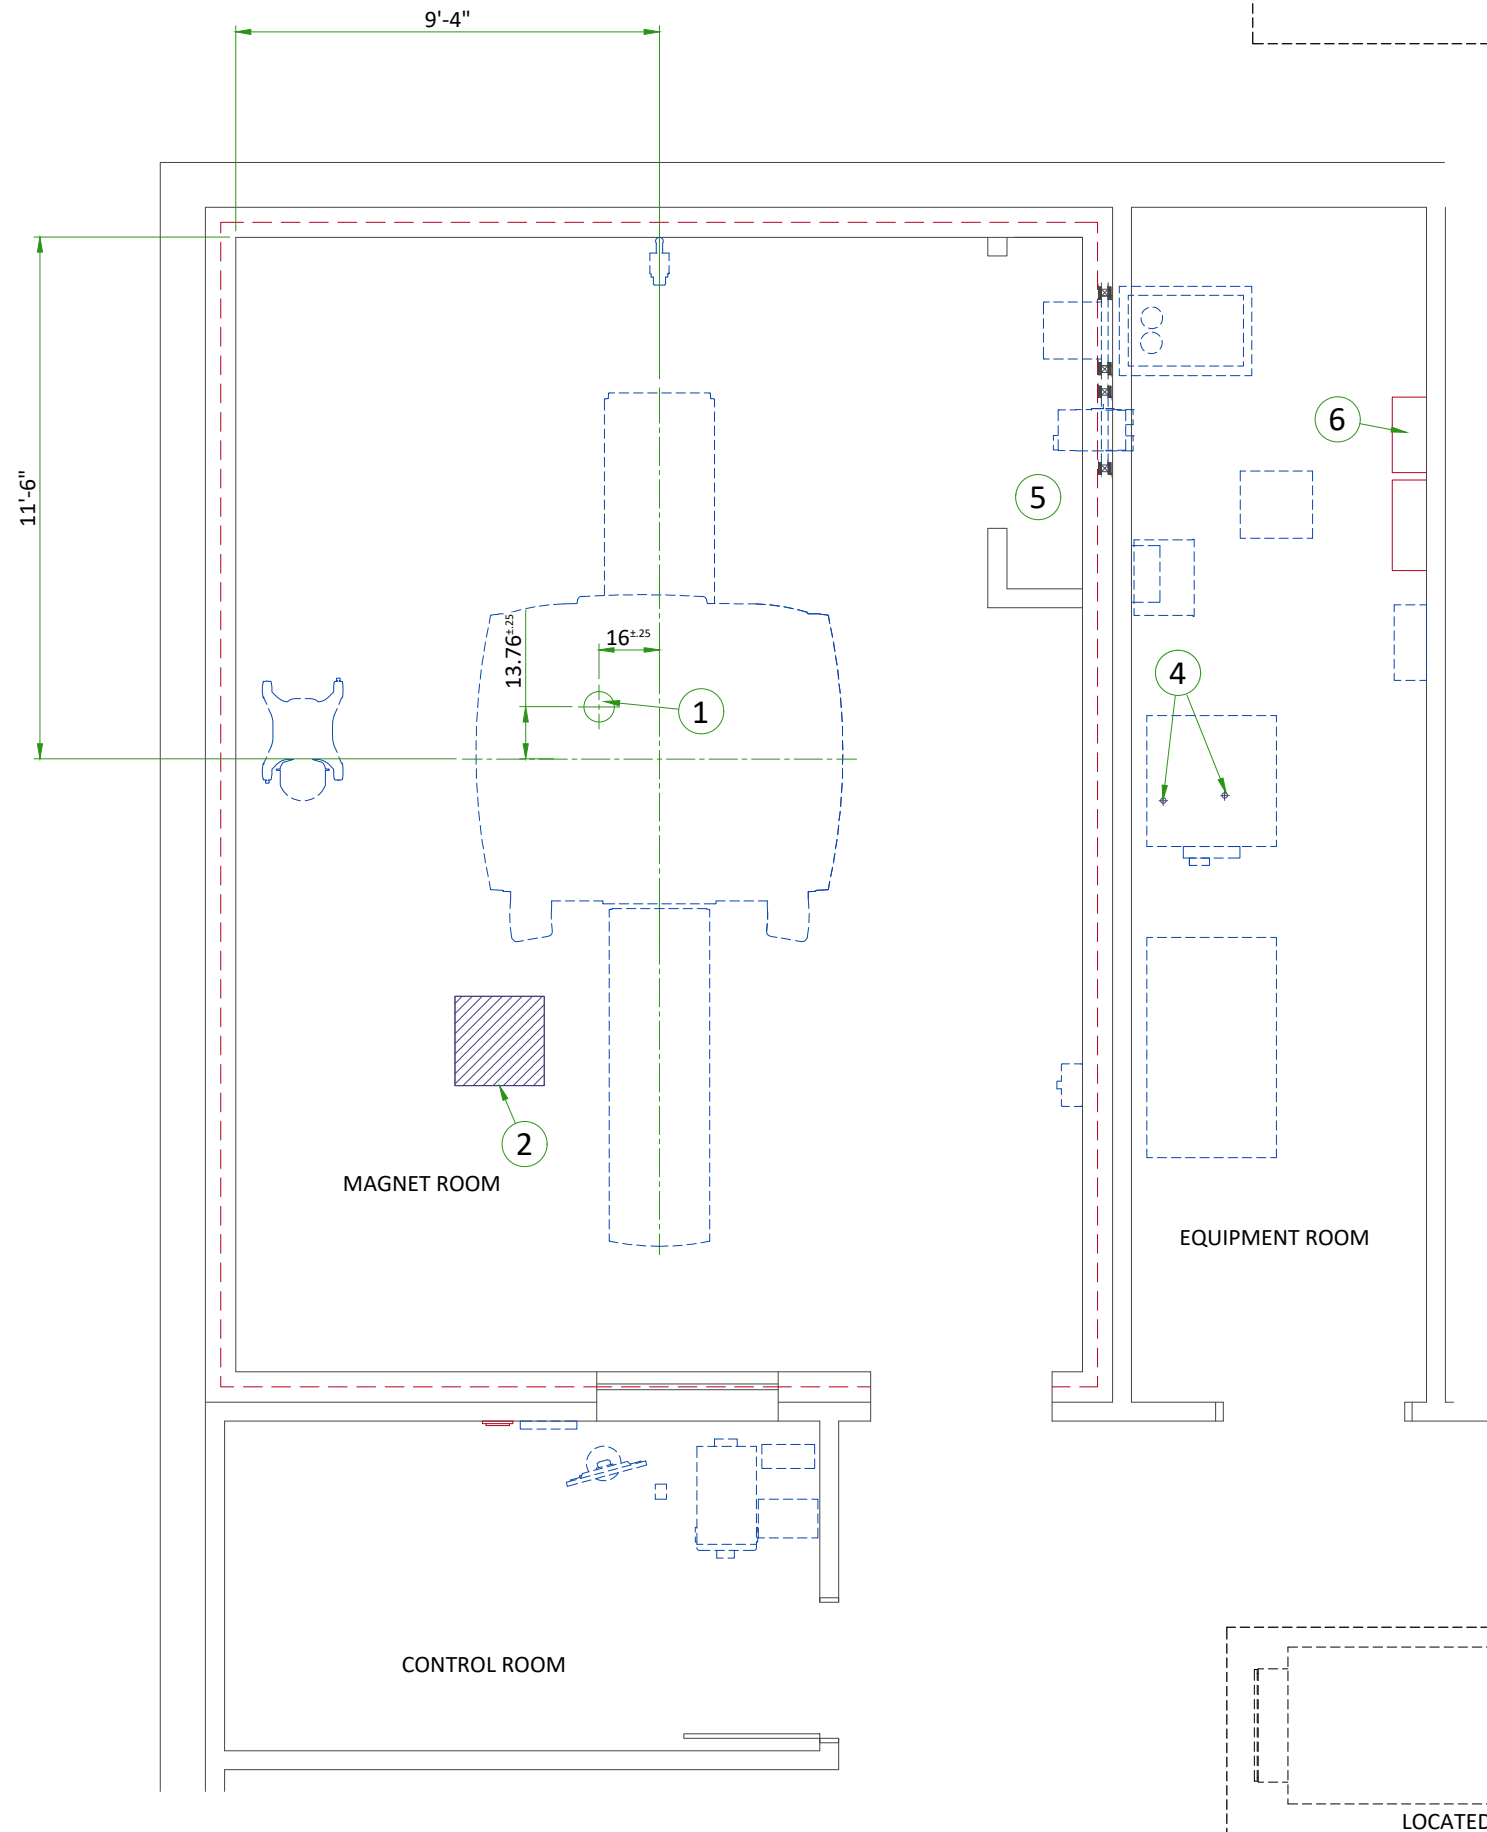 9'-4"
11'-6"
6
5
13.76±.25
16±.25
4
1
2
MAGNET ROOM
EQUIPMENT ROOM
CONTROL ROOM
LOCATED